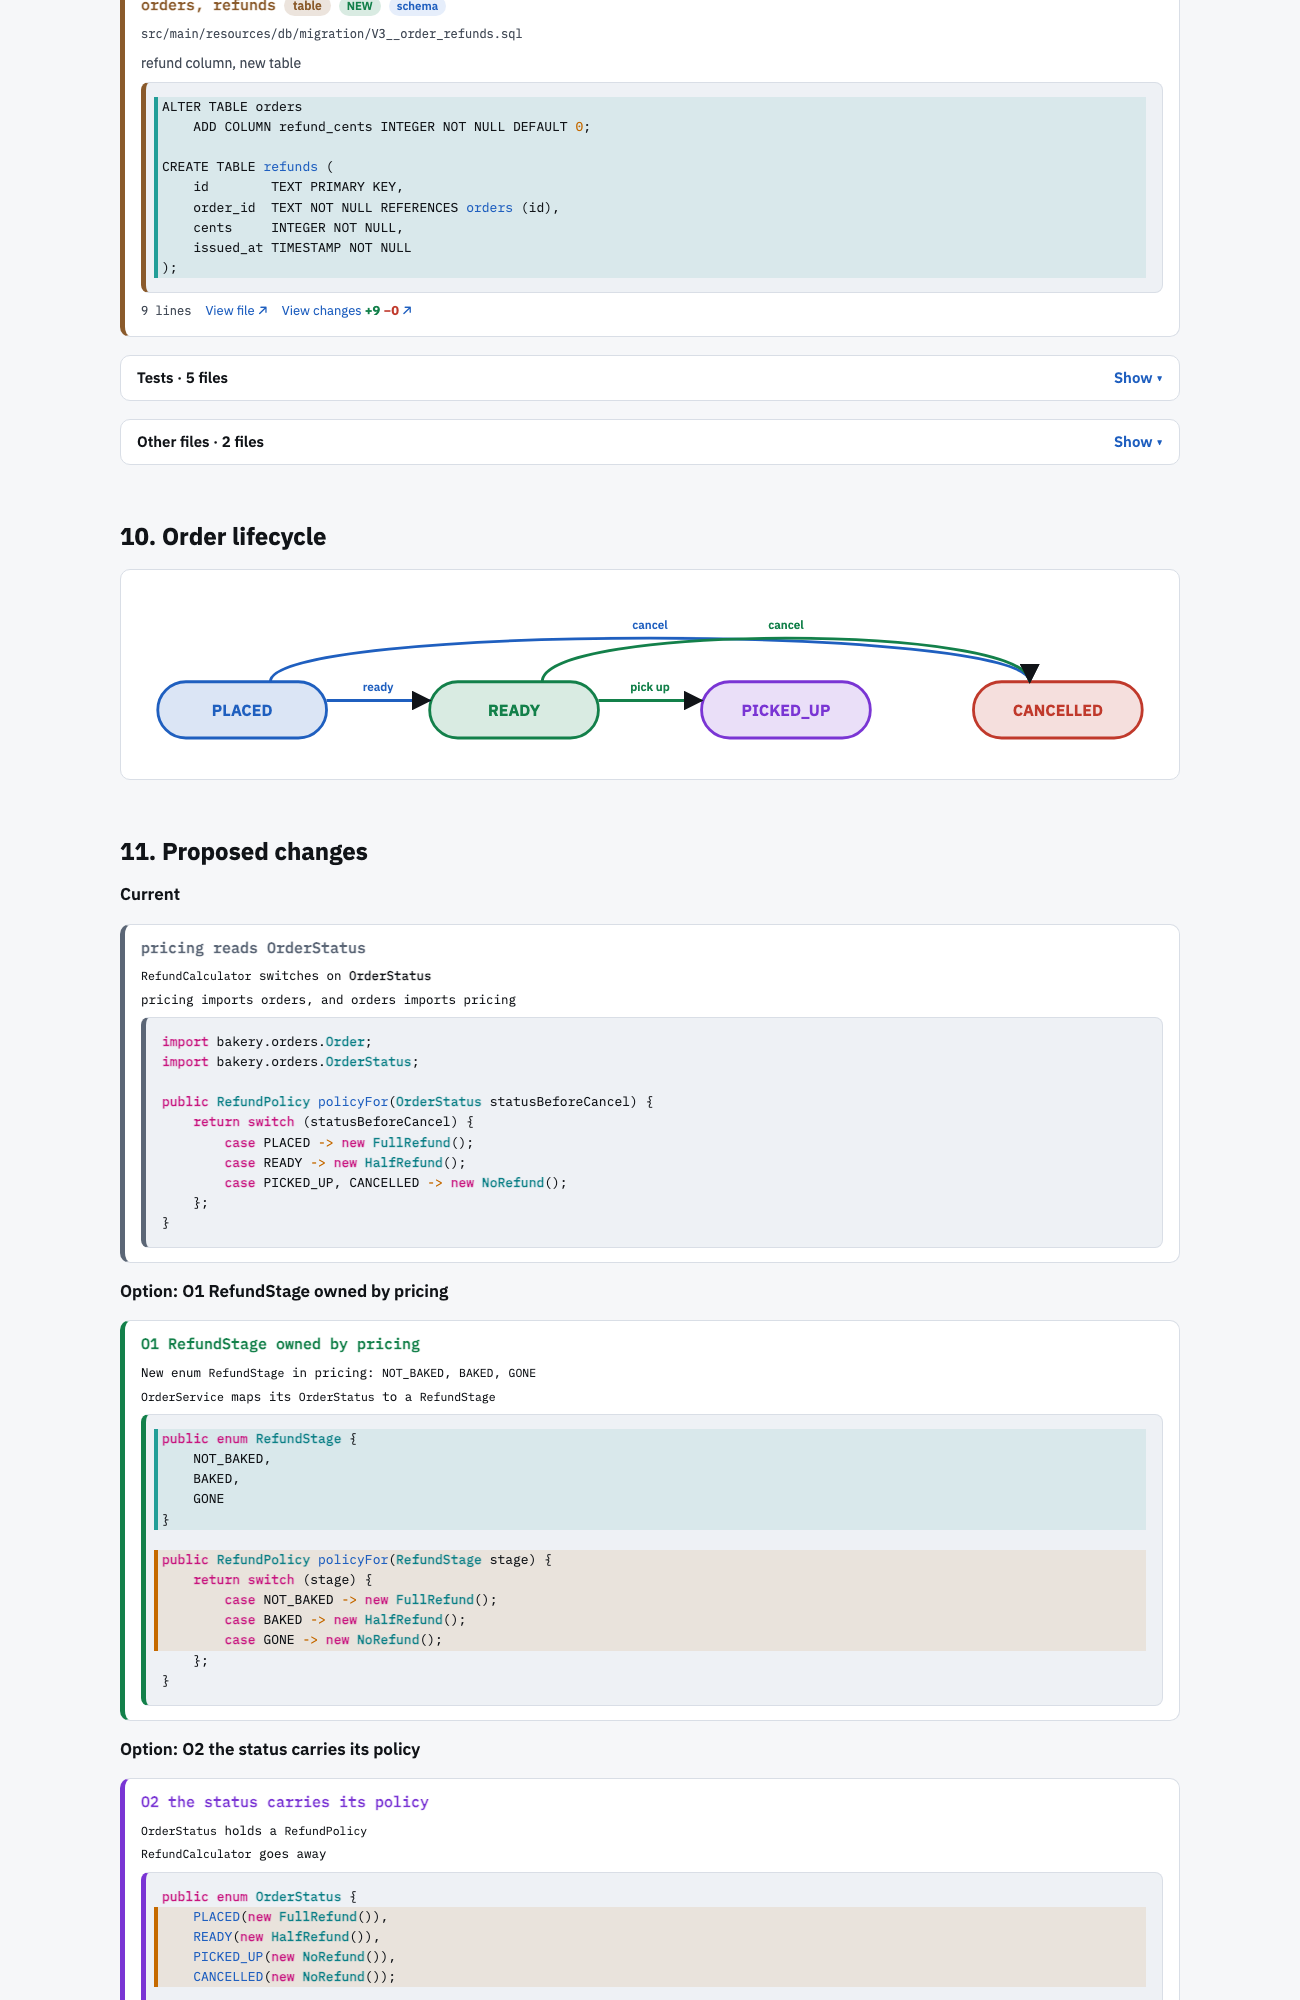 orders, refunds table NEW schema
src/main/resources/db/migration/V3__order_refunds.sql
refund column, new table
ALTER TABLE orders
    ADD COLUMN refund_cents INTEGER NOT NULL DEFAULT 0;
CREATE TABLE refunds (
    id        TEXT PRIMARY KEY,
    order_id  TEXT NOT NULL REFERENCES orders (id),
    cents     INTEGER NOT NULL,
    issued_at TIMESTAMP NOT NULL
);
9 lines View file ↗ View changes +9 −0 ↗
Tests · 5 files Show ▾
Other files · 2 files Show ▾
10. Order lifecycle
cancel cancel
ready pick up
PLACED READY PICKED_UP CANCELLED
11. Proposed changes
Current
pricing reads OrderStatus
RefundCalculator switches on OrderStatus
pricing imports orders, and orders imports pricing
import bakery.orders.Order;
import bakery.orders.OrderStatus;
public RefundPolicy policyFor(OrderStatus statusBeforeCancel) {
    return switch (statusBeforeCancel) {
        case PLACED -> new FullRefund();
        case READY -> new HalfRefund();
        case PICKED_UP, CANCELLED -> new NoRefund();
    };
}
Option: O1 RefundStage owned by pricing
O1 RefundStage owned by pricing
New enum RefundStage in pricing: NOT_BAKED, BAKED, GONE
OrderService maps its OrderStatus to a RefundStage
public enum RefundStage {
    NOT_BAKED,
    BAKED,
    GONE
}
public RefundPolicy policyFor(RefundStage stage) {
    return switch (stage) {
        case NOT_BAKED -> new FullRefund();
        case BAKED -> new HalfRefund();
        case GONE -> new NoRefund();
    };
}
Option: O2 the status carries its policy
O2 the status carries its policy
OrderStatus holds a RefundPolicy
RefundCalculator goes away
public enum OrderStatus {
    PLACED(new FullRefund()),
    READY(new HalfRefund()),
    PICKED_UP(new NoRefund()),
    CANCELLED(new NoRefund());